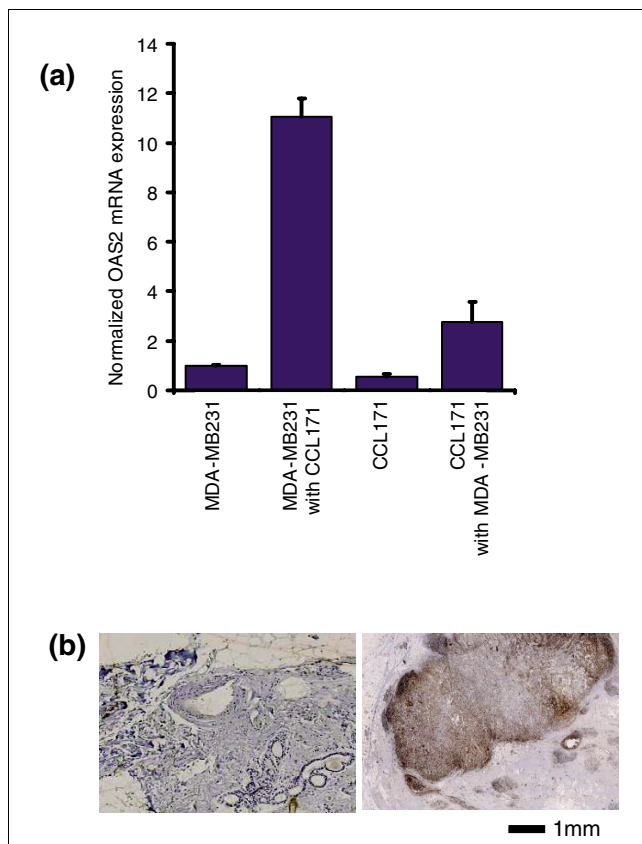 (a)
Normalized OAS2 mRNA expression
14
12
10
8
6
4
2
0
MDA-MB231
MDA-MB231
with CCL171
CCL171
CCL171
with MDA -MB231
(b)
1mm